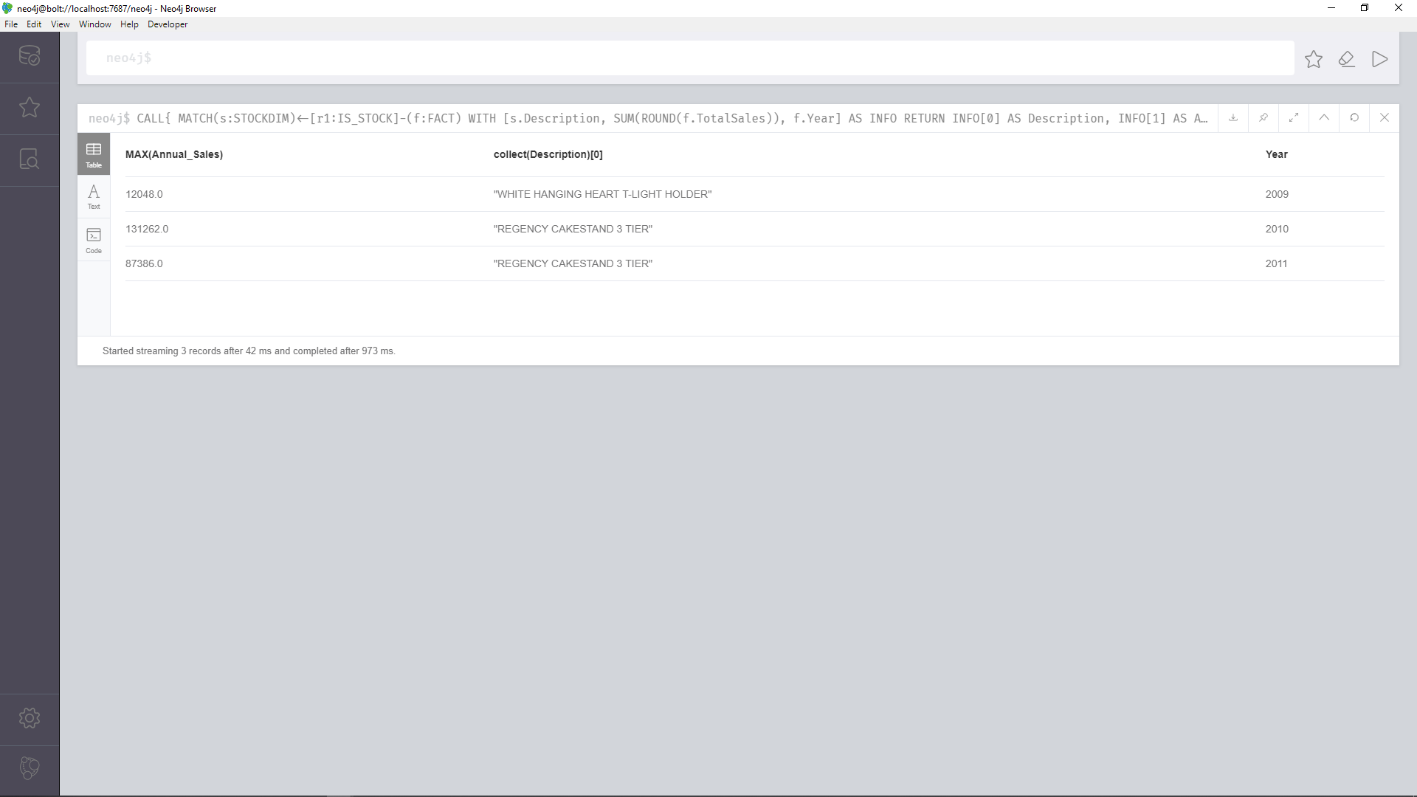 neo4j@bolt://localhost:7687/neo4j - Neo4j Browser
File Edit View Window Help Developer
neo4j$
neo4j$ CALL{ MATCH(s:STOCKDIM)<-[r1:IS_STOCK]-(f:FACT) WITH [s.Description, SUM(ROUND(f.TotalSales)), f.Year] AS INFO RETURN INFO[0] AS Description, INFO[1] AS A…
Table
Text
Code
MAX(Annual_Sales) collect(Description)[0] Year
12048.0 "WHITE HANGING HEART T-LIGHT HOLDER" 2009
131262.0 "REGENCY CAKESTAND 3 TIER" 2010
87386.0 "REGENCY CAKESTAND 3 TIER" 2011
Started streaming 3 records after 42 ms and completed after 973 ms.